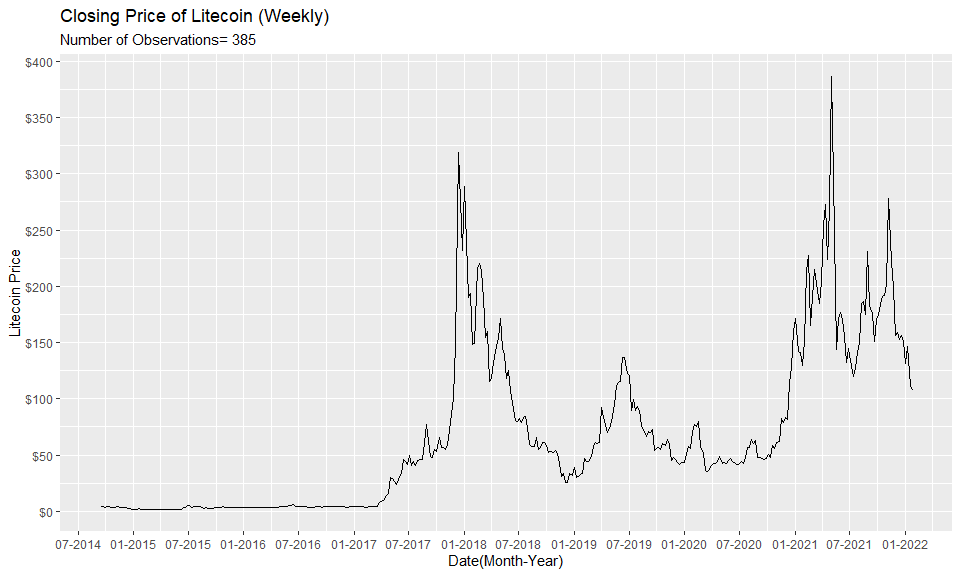 Closing Price of Litecoin (Weekly)
Number of Observations= 385
$400
$350
$300
$250
$200
$150
$100
$50
$0
Litecoin Price
07-2014 01-2015 07-2015 01-2016 07-2016 01-2017 07-2017 01-2018 07-2018 01-2019 07-2019 01-2020 07-2020 01-2021 07-2021 01-2022
Date(Month-Year)